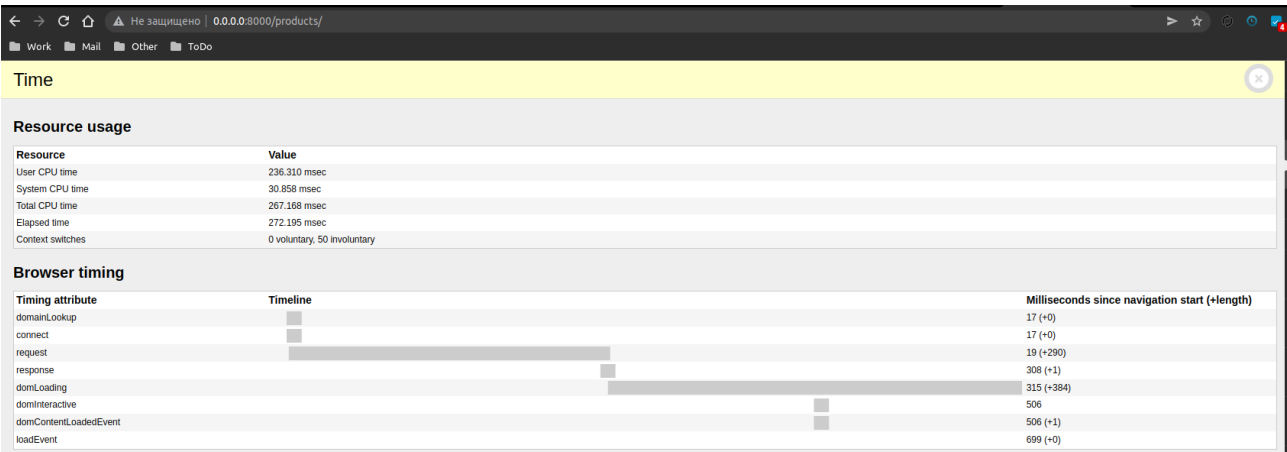 Не защищено | 0.0.0.0:8000/products/
4
Work Mail Other ToDo
Time
Resource usage
Resource Value
User CPU time 236.310 msec
System CPU time 30.858 msec
Total CPU time 267.168 msec
Elapsed time 272.195 msec
Context switches 0 voluntary, 50 involuntary
Browser timing
Timing attribute Timeline Milliseconds since navigation start (+length)
domainLookup 17 (+0)
connect 17 (+0)
request 19 (+290)
response 308 (+1)
domLoading 315 (+384)
domInteractive 506
domContentLoadedEvent 506 (+1)
loadEvent 699 (+0)